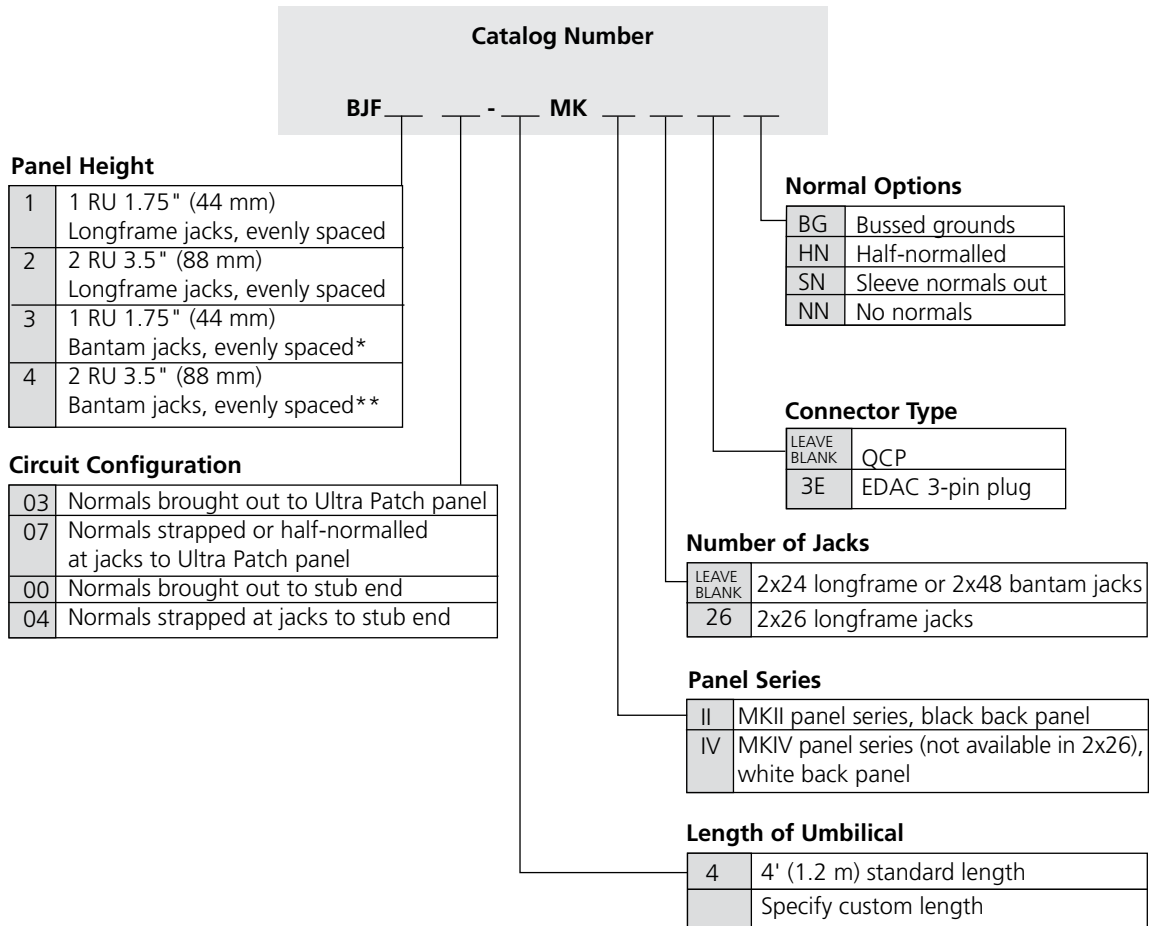 Catalog Number
BJF__ __ - __ MK __ __ __ __
Panel Height
1 1 RU 1.75" (44 mm)
Longframe jacks, evenly spaced
2 2 RU 3.5" (88 mm)
Longframe jacks, evenly spaced
3 1 RU 1.75" (44 mm)
Bantam jacks, evenly spaced*
4 2 RU 3.5" (88 mm)
Bantam jacks, evenly spaced**
Circuit Configuration
03 Normals brought out to Ultra Patch panel
07 Normals strapped or half-normalled
at jacks to Ultra Patch panel
00 Normals brought out to stub end
04 Normals strapped at jacks to stub end
Normal Options
BG Bussed grounds
HN Half-normalled
SN Sleeve normals out
NN No normals
Connector Type
LEAVE
BLANK QCP
3E EDAC 3-pin plug
Number of Jacks
LEAVE
BLANK 2x24 longframe or 2x48 bantam jacks
26 2x26 longframe jacks
Panel Series
II MKII panel series, black back panel
IV MKIV panel series (not available in 2x26),
white back panel
Length of Umbilical
4 4' (1.2 m) standard length
Specify custom length